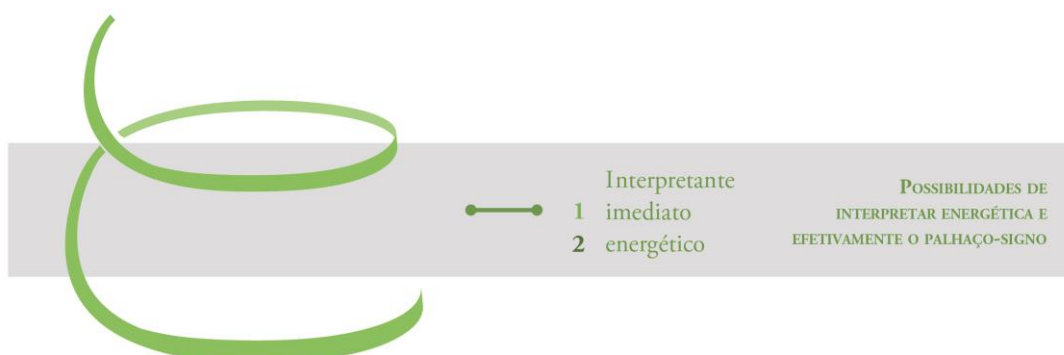 Interpretante
1 imediato
2 energético
POSSIBILIDADES DE
INTERPRETAR ENERGÉTICA E
EFETIVAMENTE O PALHAÇO-SIGNO